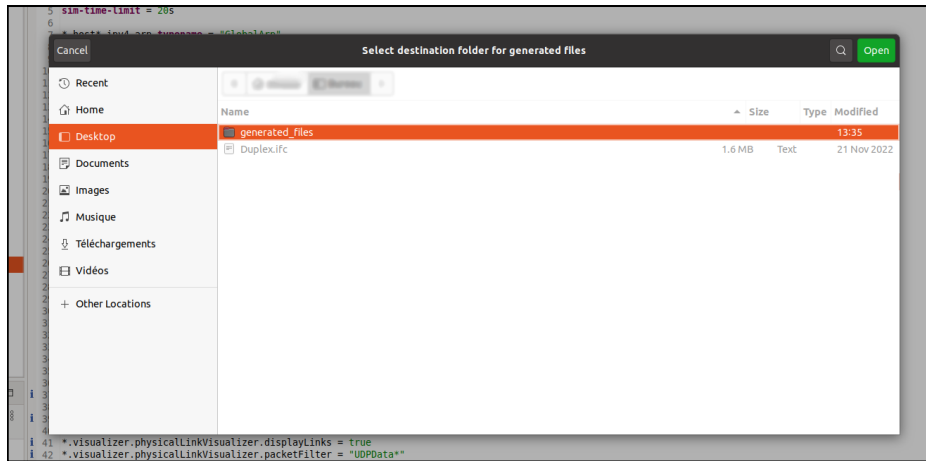 5 sim-time-limit = 20s
6
Cancel Select destination folder for generated files Open
Recent
Home
Name Size Type Modified
Desktop
generated_files 13:35
Duplex.ifc 1.6 MB Text 21 Nov 2022
Documents
Images
Musique
Téléchargements
Vidéos
+ Other Locations
i 41 *.visualizer.physicalLinkVisualizer.displayLinks = true
i 42 *.visualizer.physicalLinkVisualizer.packetFilter = "UDPData*"